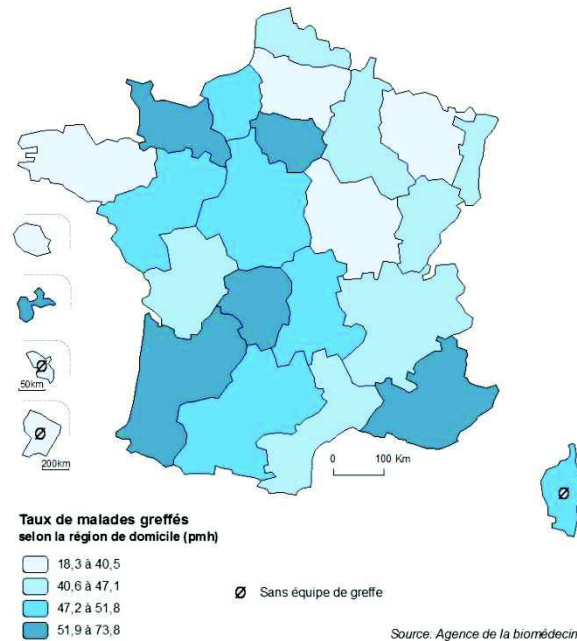 50km
200km
0 100 Km
Taux de malades greffés
selon la région de domicile (pmh)
18,3 à 40,5
40,6 à 47,1
47,2 à 51,8
51,9 à 73,8
Ø Sans équipe de greffe
Source: Agence de la biomédecin